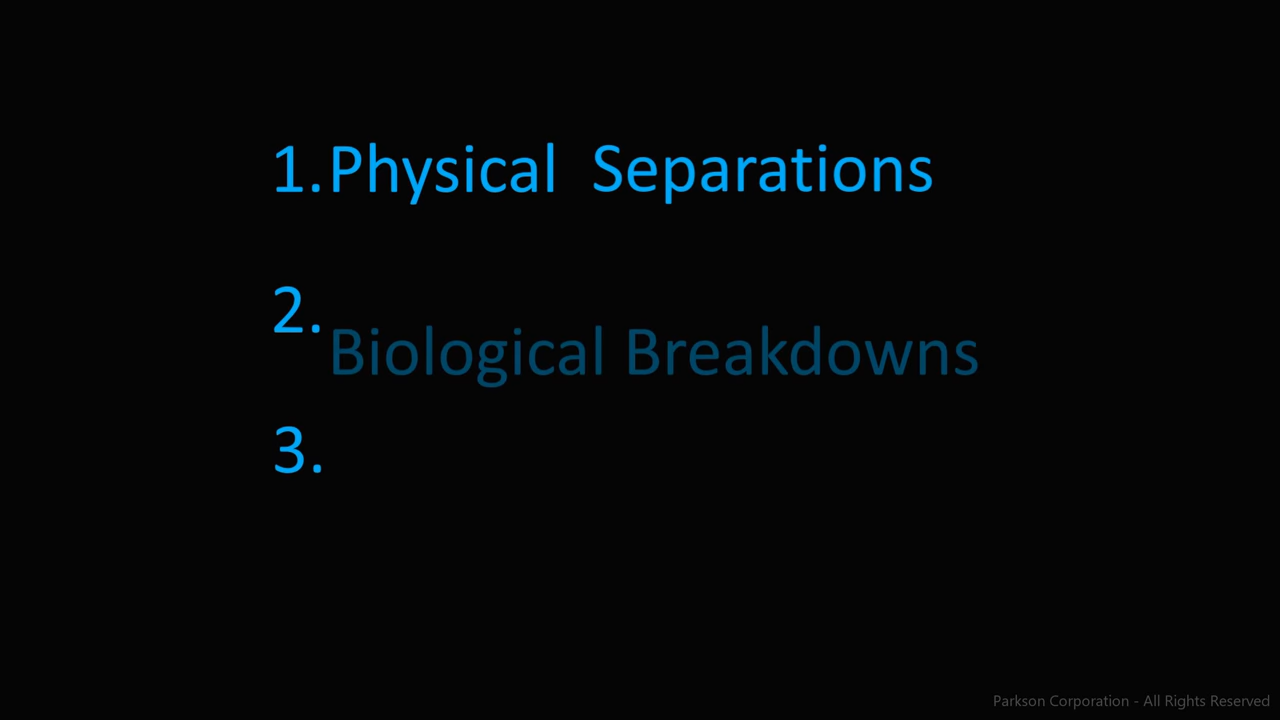 1. Physical Separations
2.
Biological Breakdowns
3.
Parkson Corporation - All Rights Reserved